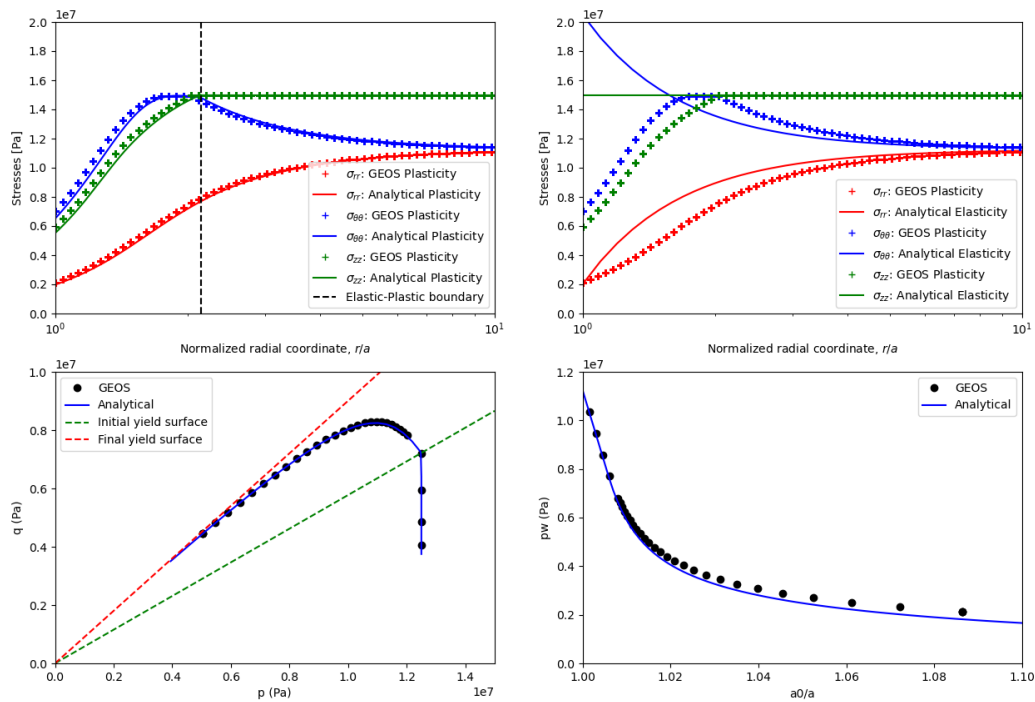 1e7
Stresses [Pa]
2.0
1.8
1.6
1.4
1.2
1.0
0.8
0.6
0.4
0.2
0.0
σrr: GEOS Plasticity
σrr: Analytical Plasticity
σθθ: GEOS Plasticity
σθθ: Analytical Plasticity
σzz: GEOS Plasticity
σzz: Analytical Plasticity
Elastic-Plastic boundary
10⁰
10¹
Normalized radial coordinate, r/a
1e7
Stresses [Pa]
2.0
1.8
1.6
1.4
1.2
1.0
0.8
0.6
0.4
0.2
0.0
σrr: GEOS Plasticity
σrr: Analytical Elasticity
σθθ: GEOS Plasticity
σθθ: Analytical Elasticity
σzz: GEOS Plasticity
σzz: Analytical Elasticity
10⁰
10¹
Normalized radial coordinate, r/a
1e7
q (Pa)
1.0
0.8
0.6
0.4
0.2
0.0
GEOS
Analytical
Initial yield surface
Final yield surface
0.0 0.2 0.4 0.6 0.8 1.0 1.2 1.4
1e7
p (Pa)
1e7
pw (Pa)
1.2
1.0
0.8
0.6
0.4
0.2
0.0
GEOS
Analytical
1.00 1.02 1.04 1.06 1.08 1.10
a0/a